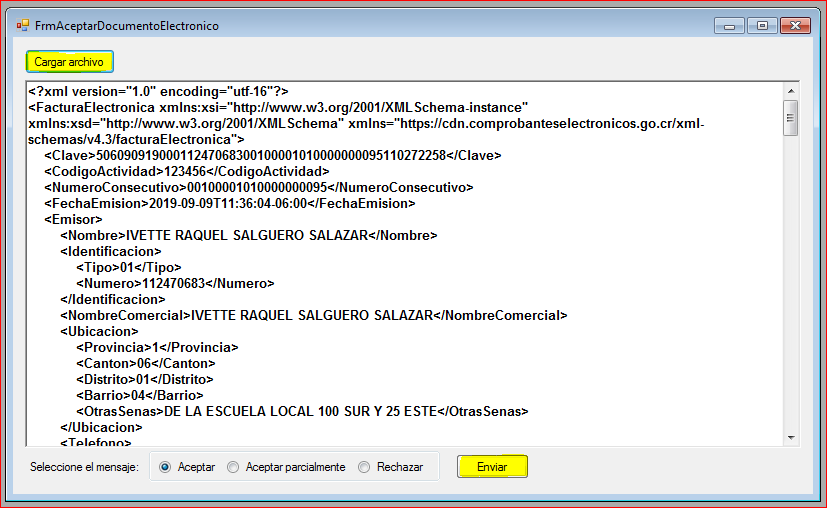 FrmAceptarDocumentoElectronico
Cargar archivo
<?xml version="1.0" encoding="utf-16"?>
<FacturaElectronica xmlns:xsi="http://www.w3.org/2001/XMLSchema-instance"
xmlns:xsd="http://www.w3.org/2001/XMLSchema" xmlns="https://cdn.comprobanteselectronicos.go.cr/xml-
schemas/v4.3/facturaElectronica">
<Clave>50609091900011247068300100001010000000095110272258</Clave>
<CodigoActividad>123456</CodigoActividad>
<NumeroConsecutivo>00100001010000000095</NumeroConsecutivo>
<FechaEmision>2019-09-09T11:36:04-06:00</FechaEmision>
<Emisor>
<Nombre>IVETTE RAQUEL SALGUERO SALAZAR</Nombre>
<Identificacion>
<Tipo>01</Tipo>
<Numero>112470683</Numero>
</Identificacion>
<NombreComercial>IVETTE RAQUEL SALGUERO SALAZAR</NombreComercial>
<Ubicacion>
<Provincia>1</Provincia>
<Canton>06</Canton>
<Distrito>01</Distrito>
<Barrio>04</Barrio>
<OtrasSenas>DE LA ESCUELA LOCAL 100 SUR Y 25 ESTE</OtrasSenas>
</Ubicacion>
<Telefono>
Seleccione el mensaje: Aceptar Aceptar parcialmente Rechazar Enviar